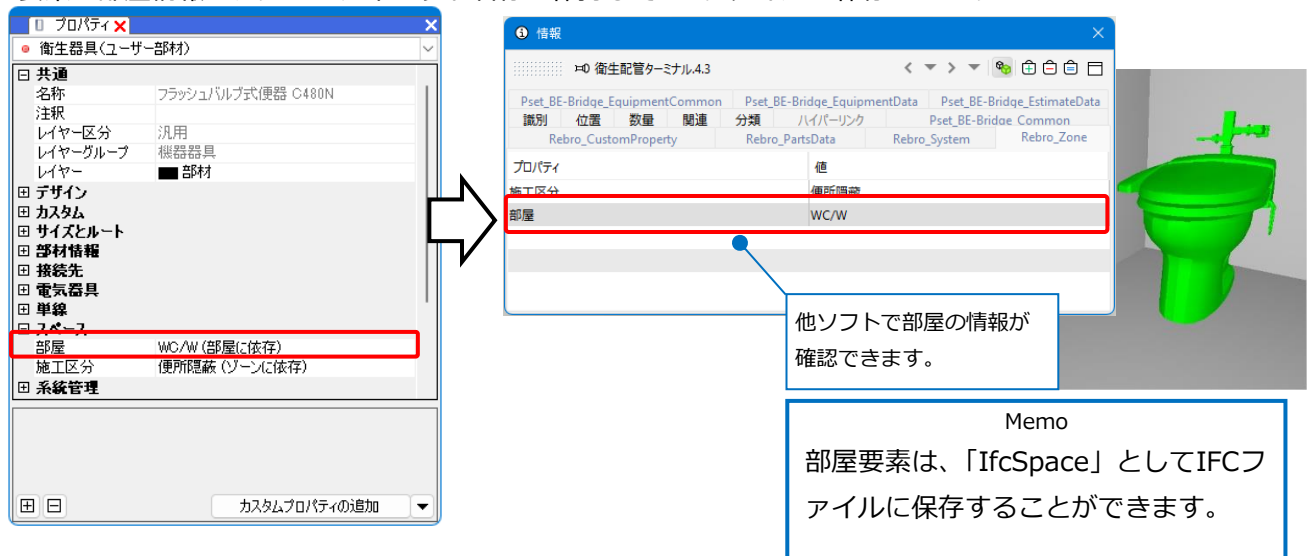 プロパティ
衛生器具(ユーザー部材)
共通
名称 フラッシュバルブ式便器 C480N
注釈
レイヤー区分 汎用
レイヤーグループ 機器器具
レイヤー 部材
デザイン
カスタム
サイズとルート
部材情報
接続先
電気器具
単線
スペース
部屋 WC/W (部屋に依存)
施工区分 便所隠蔽 (ゾーンに依存)
系統管理
カスタムプロパティの追加
情報
衛生配管ターミナル.4.3
Pset_BE-Bridge_EquipmentCommon Pset_BE-Bridge_EquipmentData Pset_BE-Bridge_EstimateData
識別 位置 数量 関連 分類 ハイパーリンク Pset_BE-Bridge_Common
Rebro_CustomProperty Rebro_PartsData Rebro_System Rebro_Zone
プロパティ 値
施工区分 便所隠蔽
部屋 WC/W
他ソフトで部屋の情報が
確認できます。
Memo
部屋要素は、「IfcSpace」としてIFCフ
ァイルに保存することができます。